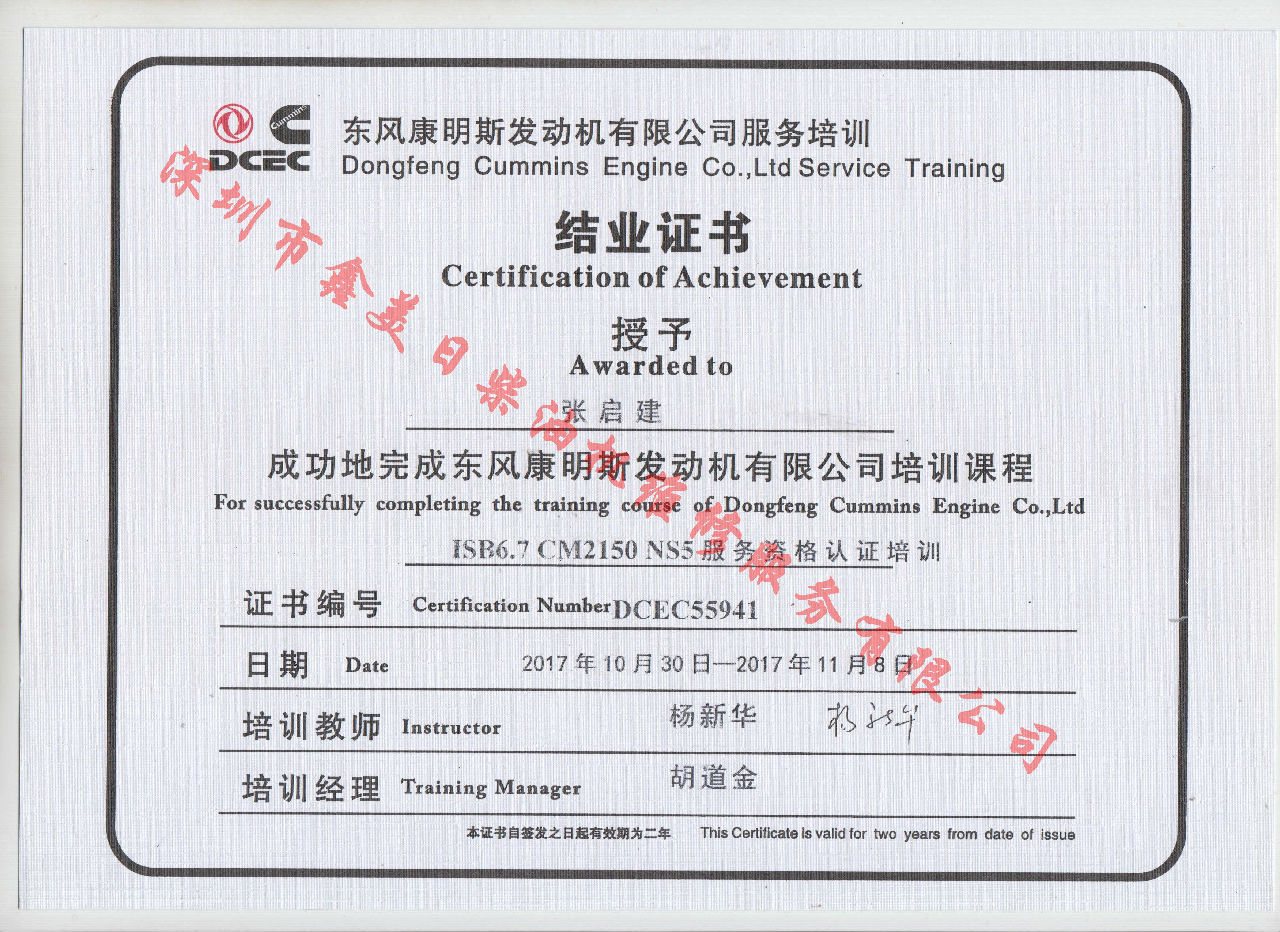 Cummins
DCEC
东风康明斯发动机有限公司服务培训
Dongfeng Cummins Engine Co.,Ltd Service Training
结业证书
Certification of Achievement
授予
Awarded to
张启建
成功地完成东风康明斯发动机有限公司培训课程
For successfully completing the training course of Dongfeng Cummins Engine Co.,Ltd
ISB6.7 CM2150 NS5服务资格认证培训
证书编号 Certification Number DCEC55941
日期 Date 2017年10月30日—2017年11月8日
培训教师 Instructor 杨新华 杨新华
培训经理 Training Manager 胡道金
本证书自签发之日起有效期为二年 This Certificate is valid for two years from date of issue
深圳市鑫美日柴油机维修服务有限公司